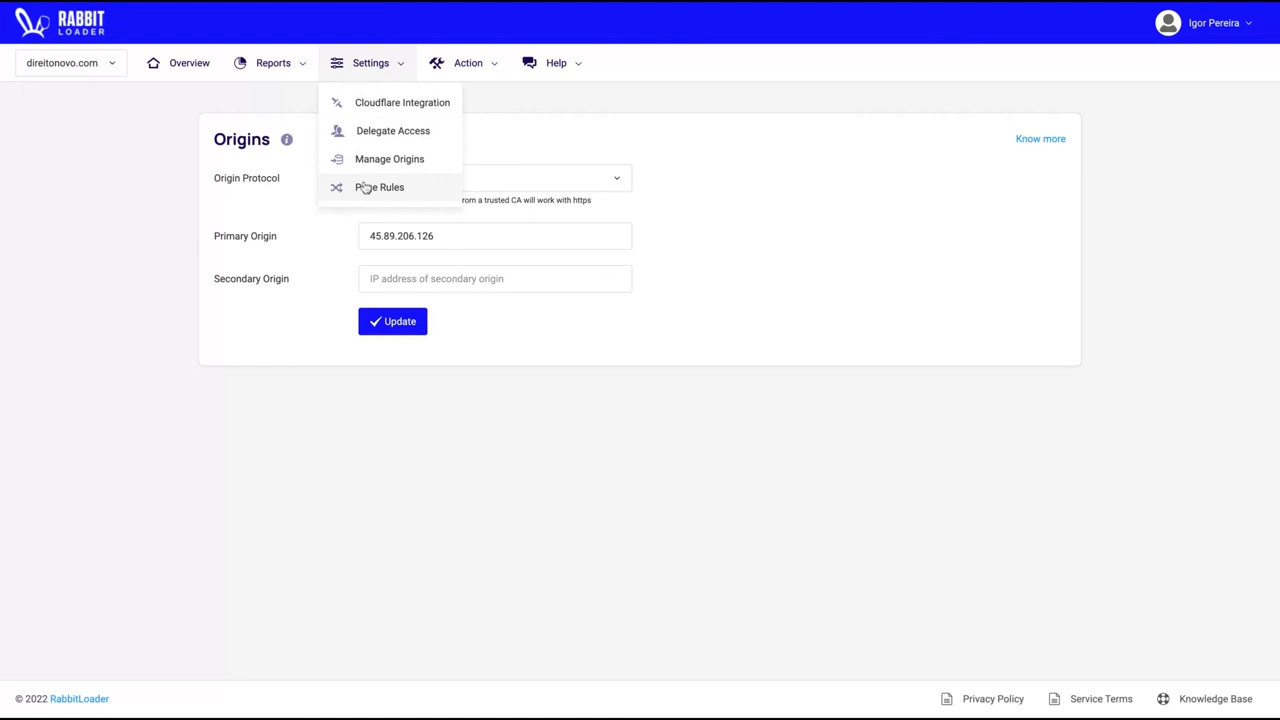 RABBIT
LOADER
Igor Pereira
direitonovo.com
Overview
Reports
Settings
Action
Help
Cloudflare Integration
Delegate Access
Manage Origins
Rules
Origins
Know more
Origin Protocol
rom a trusted CA will work with https
Primary Origin
45.89.206.126
Secondary Origin
IP address of secondary origin
Update
© 2022 RabbitLoader
Privacy Policy
Service Terms
Knowledge Base